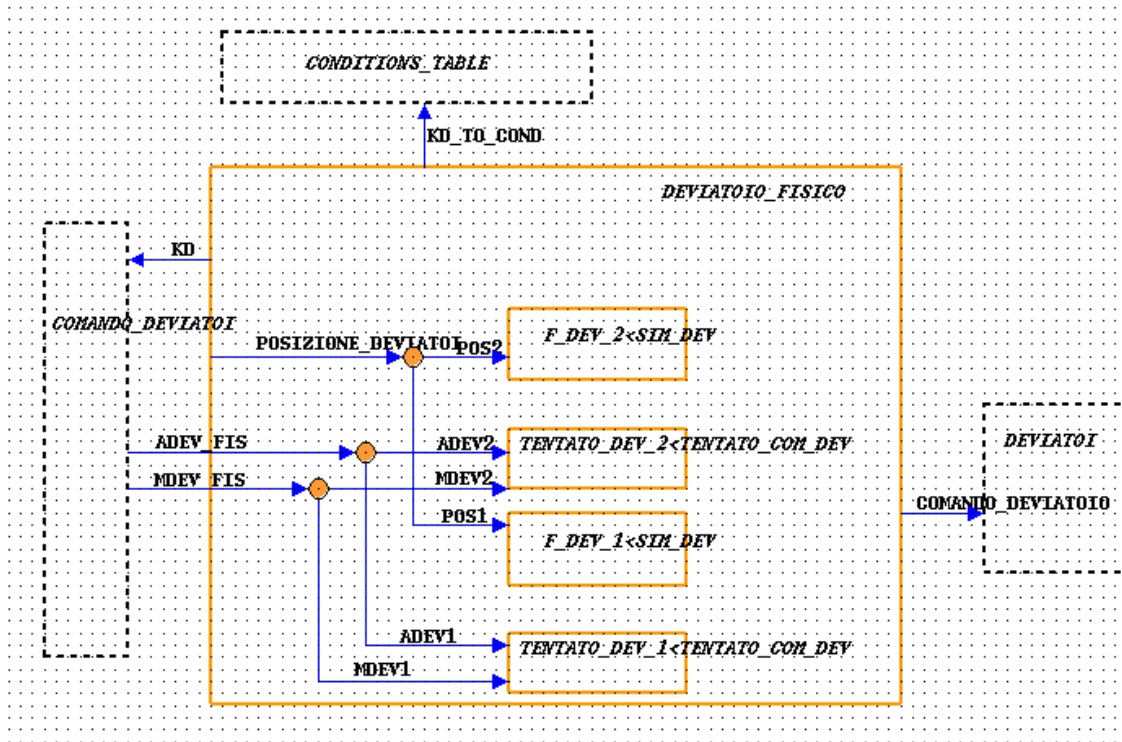 CONDITIONS_TABLE
KD_TO_COND
DEVIATOIO_FISICO
KD
COMANDO_DEVIATOI
POSIZIONE_DEVIATOI
POS2
F_DEV_2<SIM_DEV
ADEV_FIS
ADEV2
TENTATO_DEV_2<TENTATO_COM_DEV
DEVIATOI
MDEV_FIS
MDEV2
COMANDO_DEVIATOIO
POS1
F_DEV_1<SIM_DEV
ADEV1
TENTATO_DEV_1<TENTATO_COM_DEV
MDEV1